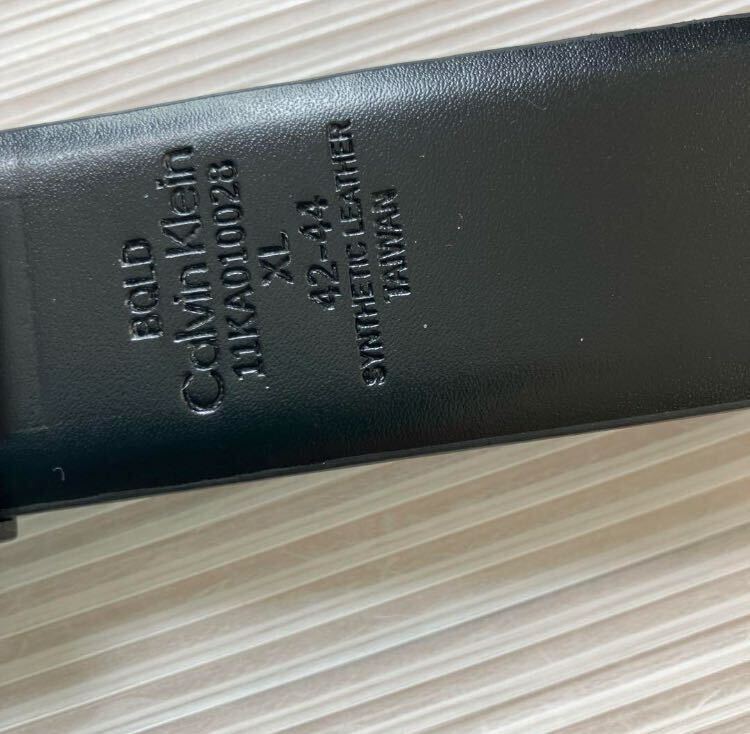 BQLD
Calvin Klein
11KA010028
XL
42-44
SYNTHETIC LEATHER
TAIWAN